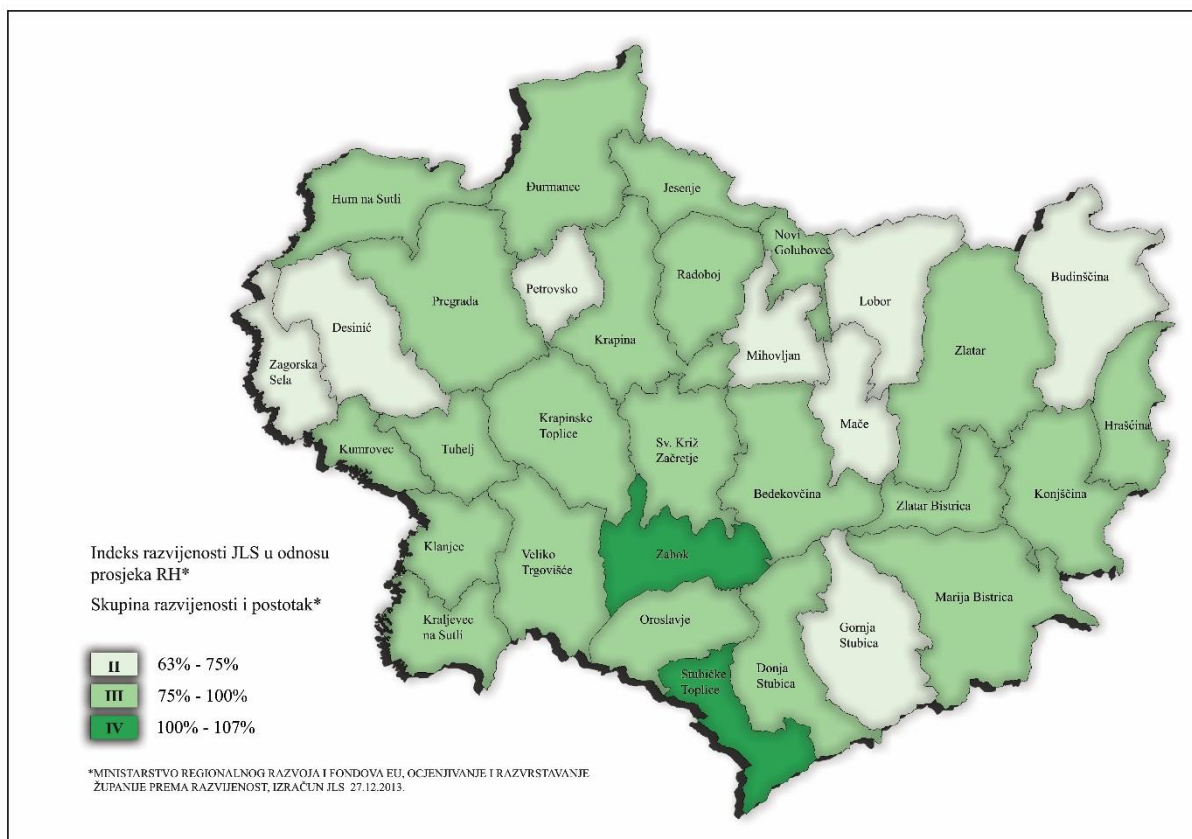 Đurmanec
Jesenje
Hum na Sutli
Novi
Golubovec
Radoboj
Budinščina
Petrovsko
Lobor
Pregrada
Desinić
Krapina
Mihovljan
Zlatar
Zagorska
Sela
Krapinske
Toplice
Mače
Hrašćina
Kumrovec
Tuhelj
Sv. Križ
Začretje
Bedekovčina
Konjščina
Zlatar Bistrica
Klanjec
Veliko
Trgovišće
Zabok
Indeks razvijenosti JLS u odnosu
prosjeka RH*
Skupina razvijenosti i postotak*
Marija Bistrica
Kraljevec
na Sutli
Oroslavje
Gornja
Stubica
Stubičke
Toplice
Donja
Stubica
II 63% - 75%
III 75% - 100%
IV 100% - 107%
*MINISTARSTVO REGIONALNOG RAZVOJA I FONDOVA EU, OCJENJIVANJE I RAZVRSTAVANJE
ŽUPANIJE PREMA RAZVIJENOST, IZRAČUN JLS 27.12.2013.